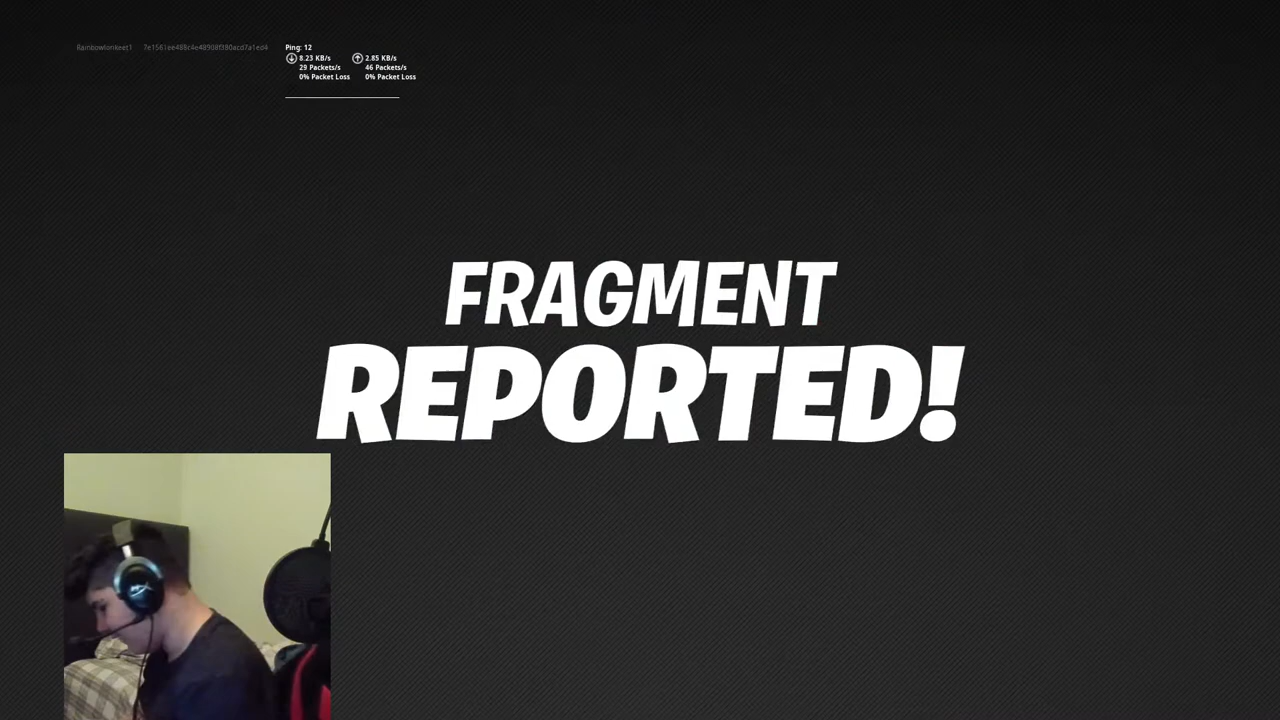 Ping: 12
8.23 KB/s
2.85 KB/s
29 Packets/s
46 Packets/s
0% Packet Loss
0% Packet Loss
FRAGMENT
REPORTED!